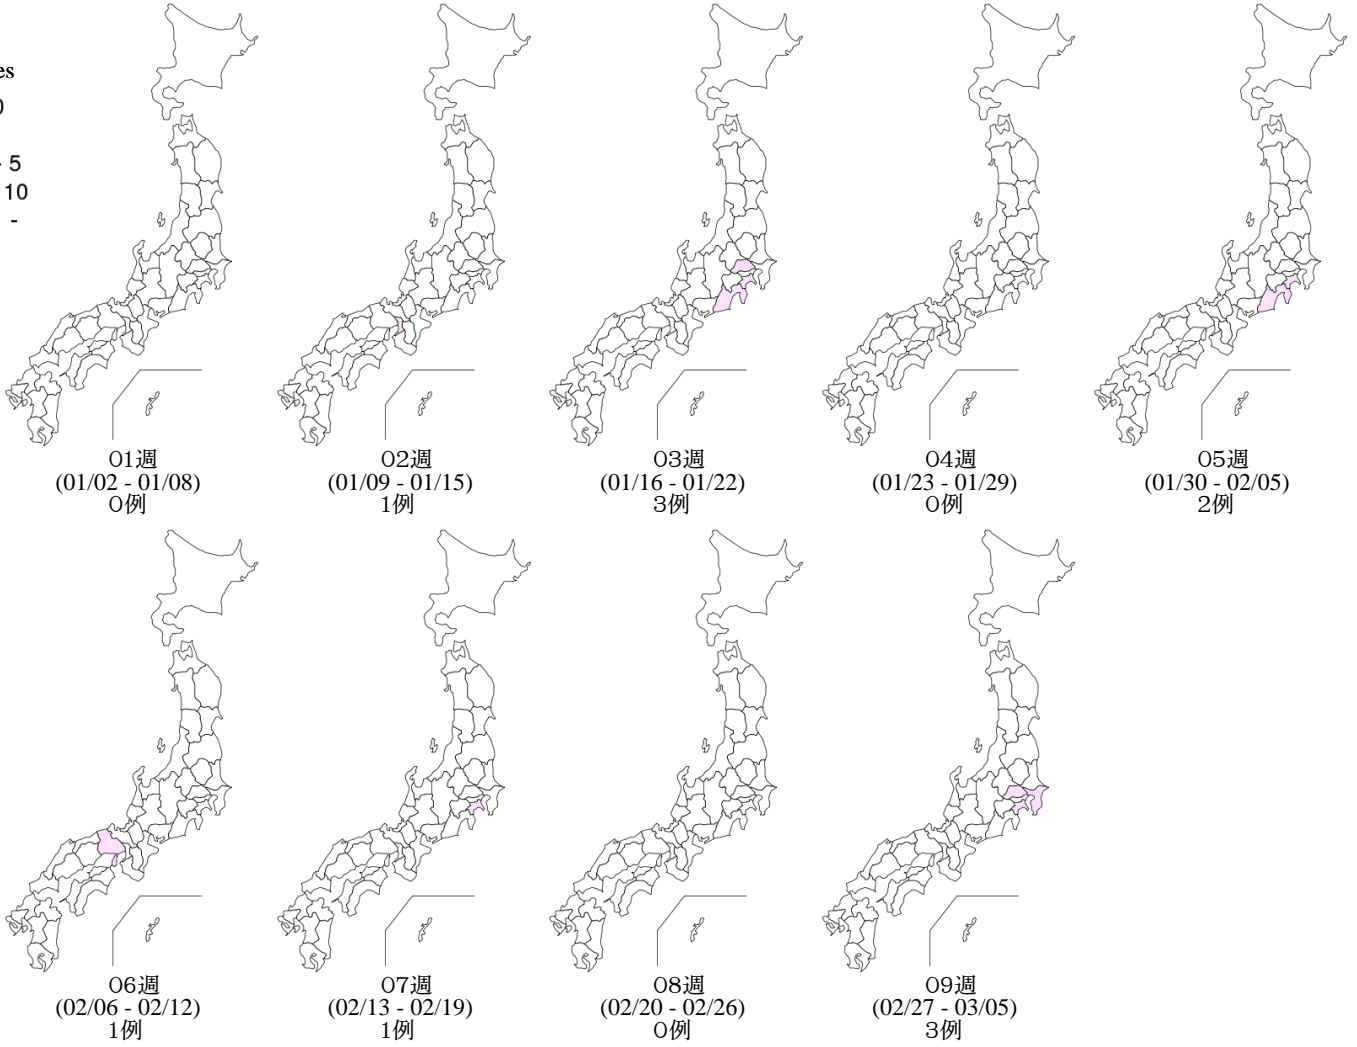 es
0
- 5
10
-
01週
(01/02 - 01/08)
0例
02週
(01/09 - 01/15)
1例
03週
(01/16 - 01/22)
3例
04週
(01/23 - 01/29)
0例
05週
(01/30 - 02/05)
2例
06週
(02/06 - 02/12)
1例
07週
(02/13 - 02/19)
1例
08週
(02/20 - 02/26)
0例
09週
(02/27 - 03/05)
3例